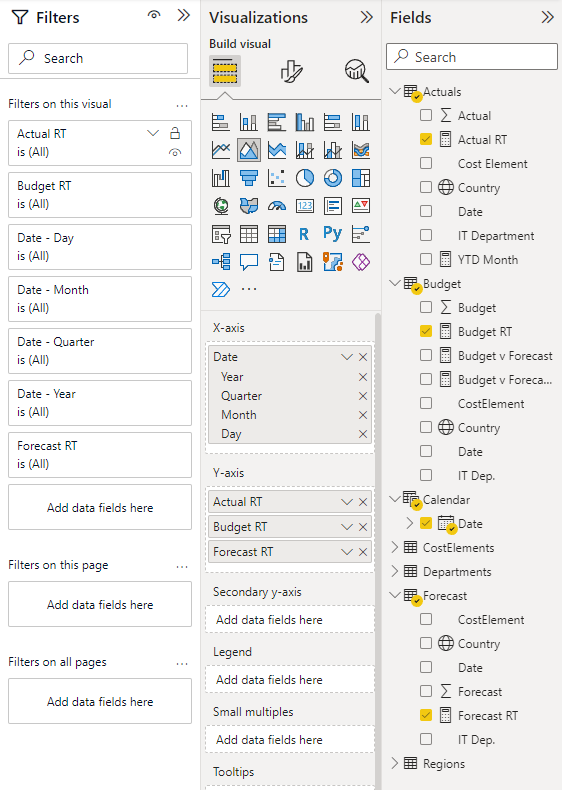 Filters
Search
Filters on this visual
...
Actual RT
is (All)
Budget RT
is (All)
Date - Day
is (All)
Date - Month
is (All)
Date - Quarter
is (All)
Date - Year
is (All)
Forecast RT
is (All)
Add data fields here
Filters on this page
...
Add data fields here
Filters on all pages
...
Add data fields here
Visualizations
Build visual
123
R
Py
...
X-axis
Date
Year
Quarter
Month
Day
Y-axis
Actual RT
Budget RT
Forecast RT
Secondary y-axis
Add data fields here
Legend
Add data fields here
Small multiples
Add data fields here
Tooltips
Fields
Search
Actuals
Actual
Actual RT
Cost Element
Country
Date
IT Department
YTD Month
Budget
Budget
Budget RT
Budget v Forecast
Budget v Foreca...
CostElement
Country
Date
IT Dep.
Calendar
Date
CostElements
Departments
Forecast
CostElement
Country
Date
Forecast
Forecast RT
IT Dep.
Regions